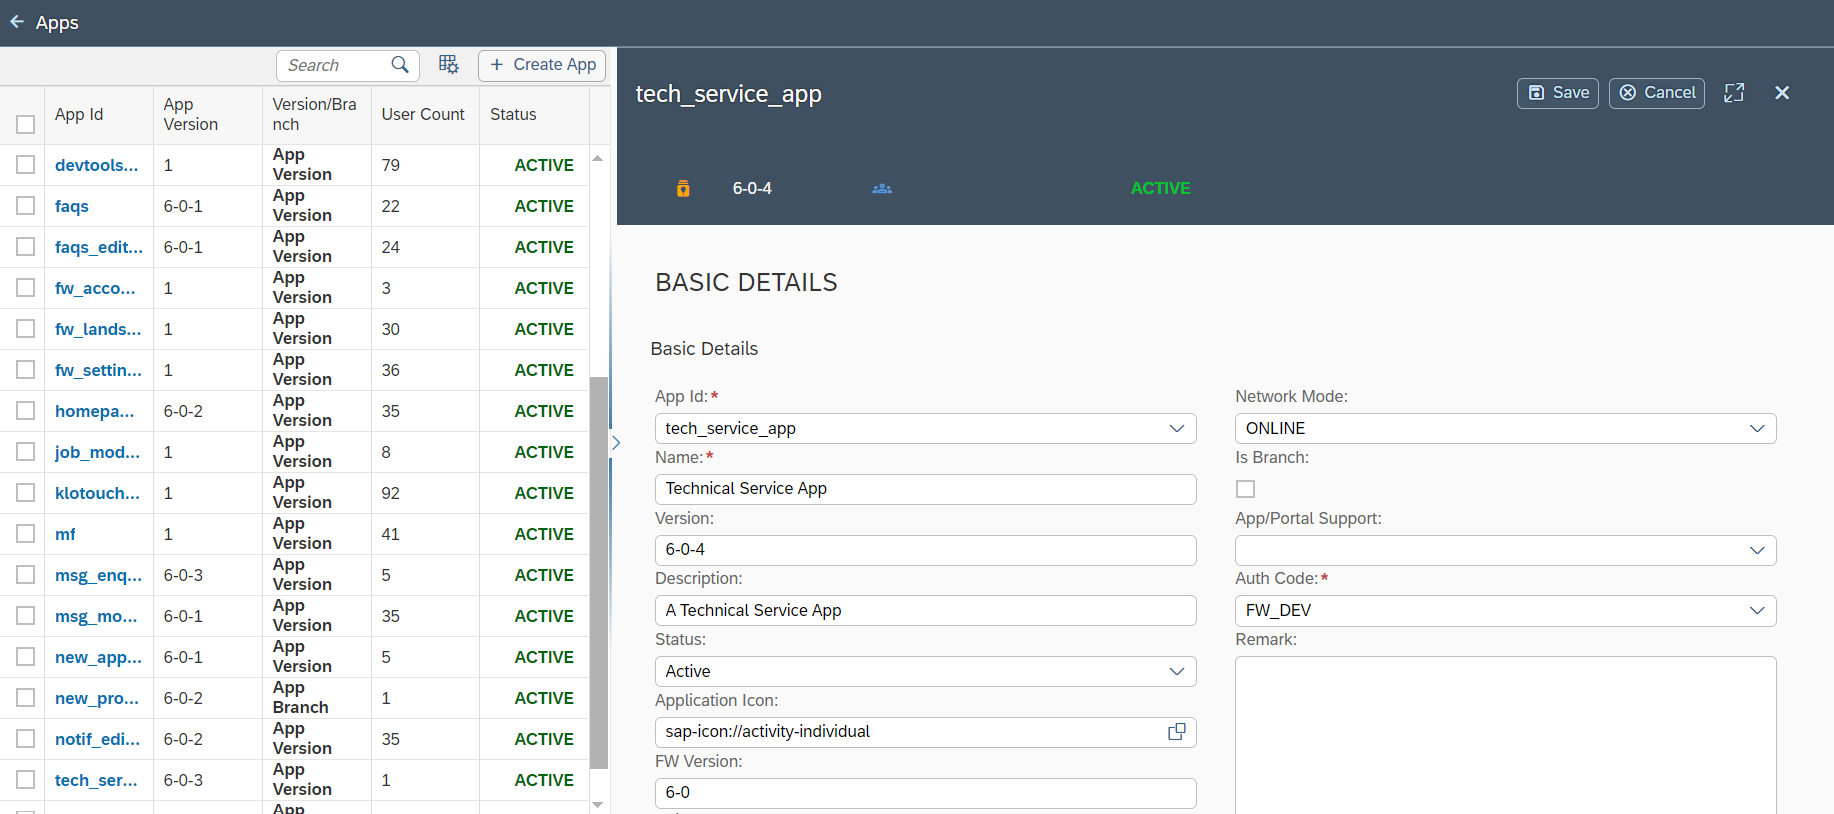 Apps
Search
Create App
App Id
App Version
Version/Bra
nch
User Count
Status
devtools... 1 App Version 79 ACTIVE
faqs 6-0-1 App Version 22 ACTIVE
faqs_edit... 6-0-1 App Version 24 ACTIVE
fw_acco... 1 App Version 3 ACTIVE
fw_lands... 1 App Version 30 ACTIVE
fw_settin... 1 App Version 36 ACTIVE
homepa... 6-0-2 App Version 35 ACTIVE
job_mod... 1 App Version 8 ACTIVE
klotouch... 1 App Version 92 ACTIVE
mf 1 App Version 41 ACTIVE
msg_enq... 6-0-3 App Version 5 ACTIVE
msg_mo... 6-0-1 App Version 35 ACTIVE
new_app... 6-0-1 App Version 5 ACTIVE
new_pro... 6-0-2 App Branch 1 ACTIVE
notif_edi... 6-0-2 App Version 35 ACTIVE
tech_ser... 6-0-3 App Version 1 ACTIVE
App
tech_service_app
Save
Cancel
6-0-4
ACTIVE
BASIC DETAILS
Basic Details
App Id:*
tech_service_app
Name:*
Technical Service App
Version:
6-0-4
Description:
A Technical Service App
Status:
Active
Application Icon:
sap-icon://activity-individual
FW Version:
6-0
Network Mode:
ONLINE
Is Branch:
App/Portal Support:
Auth Code:*
FW_DEV
Remark: